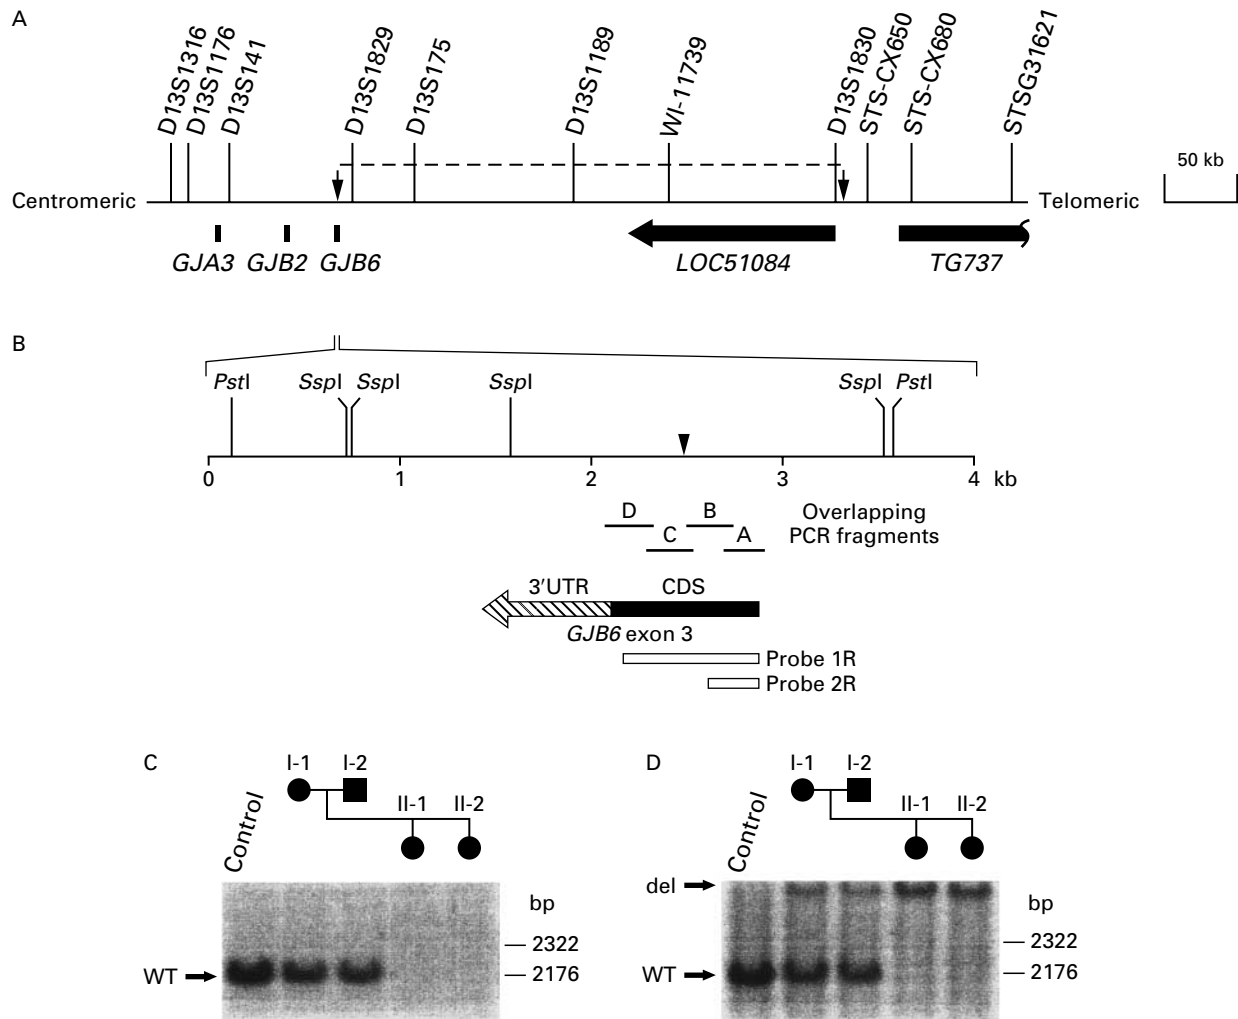 A
D13S1316
D13S1176
D13S141
D13S1829
D13S175
D13S1189
WI-11739
D13S1830
STS-CX650
STS-CX680
STSG31621
50 kb
Centromeric
Telomeric
GJA3
GJB2
GJB6
LOC51084
TG737
B
PstI
SspI
SspI
SspI
SspI
PstI
0
1
2
3
4
kb
D
B
C
A
Overlapping
PCR fragments
3′UTR
CDS
GJB6 exon 3
Probe 1R
Probe 2R
C
Control
I-1
I-2
II-1
II-2
bp
2322
2176
WT
D
Control
I-1
I-2
II-1
II-2
del
bp
2322
2176
WT